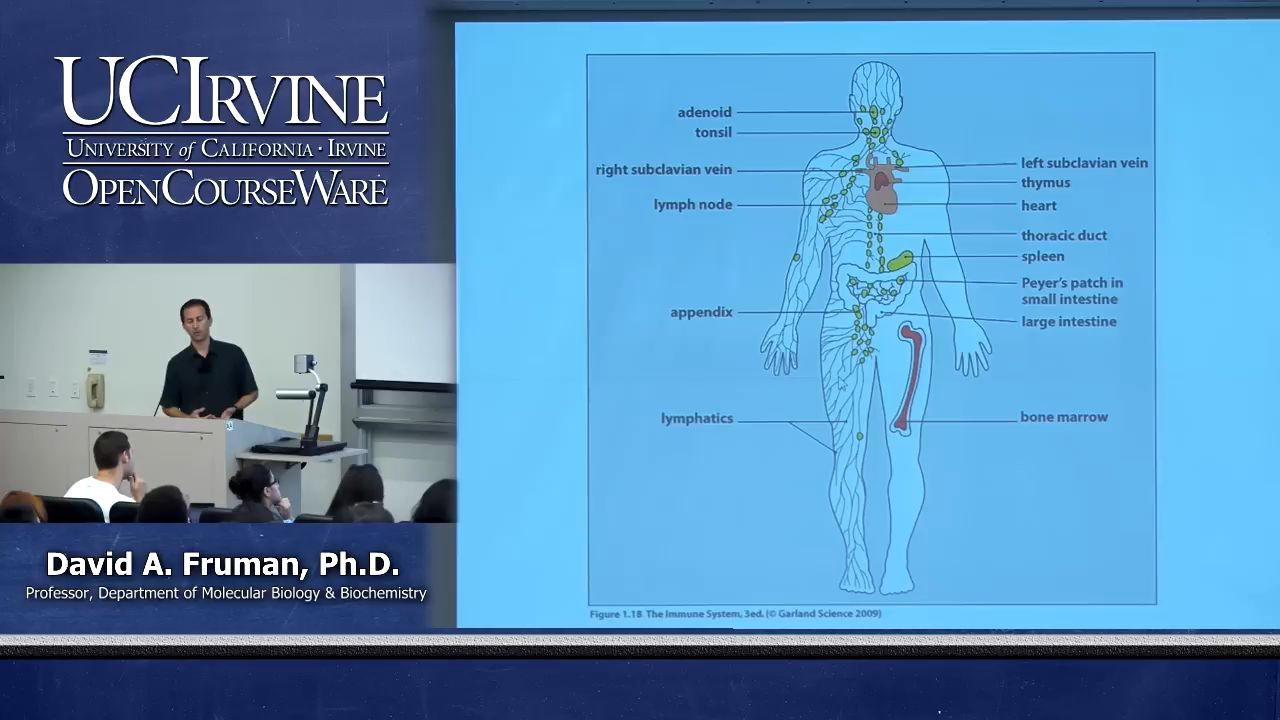 UCIRVINE
UNIVERSITY of CALIFORNIA · IRVINE
OPENCOURSEWARE
David A. Fruman, Ph.D.
Professor, Department of Molecular Biology & Biochemistry
adenoid
tonsil
right subclavian vein
lymph node
appendix
lymphatics
left subclavian vein
thymus
heart
thoracic duct
spleen
Peyer's patch in
small intestine
large intestine
bone marrow
Figure 1.18 The Immune System, 3ed. (© Garland Science 2009)